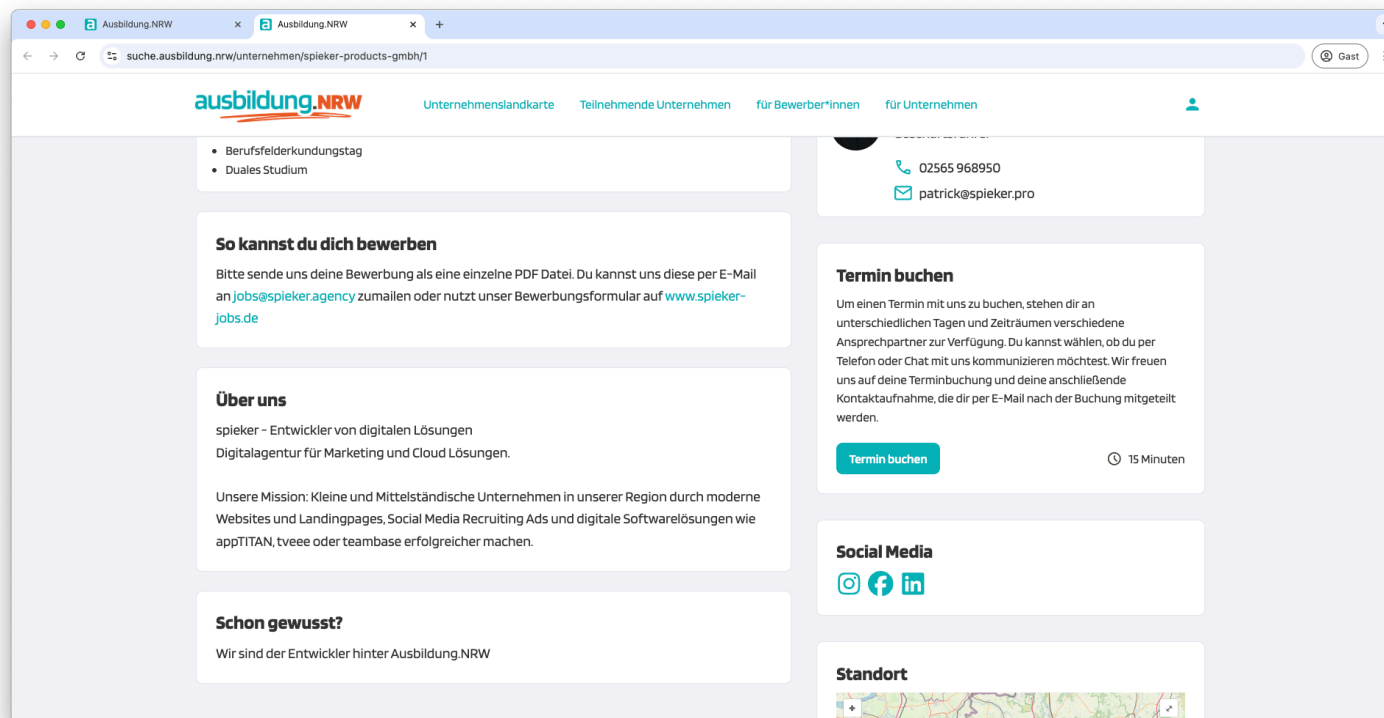 Ausbildung.NRW
Ausbildung.NRW
suche.ausbildung.nrw/unternehmen/spieker-products-gmbh/1
Gast
ausbildung.NRW
Unternehmenslandkarte
Teilnehmende Unternehmen
für Bewerber*innen
für Unternehmen
• Berufsfelderkundungstag
• Duales Studium
So kannst du dich bewerben
Bitte sende uns deine Bewerbung als eine einzelne PDF Datei. Du kannst uns diese per E-Mail
an jobs@spieker.agency zumailen oder nutzt unser Bewerbungsformular auf www.spieker-
jobs.de
Über uns
spieker - Entwickler von digitalen Lösungen
Digitalagentur für Marketing und Cloud Lösungen.
Unsere Mission: Kleine und Mittelständische Unternehmen in unserer Region durch moderne
Websites und Landingpages, Social Media Recruiting Ads und digitale Softwarelösungen wie
appTITAN, tveee oder teambase erfolgreicher machen.
Schon gewusst?
Wir sind der Entwickler hinter Ausbildung.NRW
02565 968950
patrick@spieker.pro
Termin buchen
Um einen Termin mit uns zu buchen, stehen dir an
unterschiedlichen Tagen und Zeiträumen verschiedene
Ansprechpartner zur Verfügung. Du kannst wählen, ob du per
Telefon oder Chat mit uns kommunizieren möchtest. Wir freuen
uns auf deine Terminbuchung und deine anschließende
Kontaktaufnahme, die dir per E-Mail nach der Buchung mitgeteilt
werden.
Termin buchen
15 Minuten
Social Media
Standort